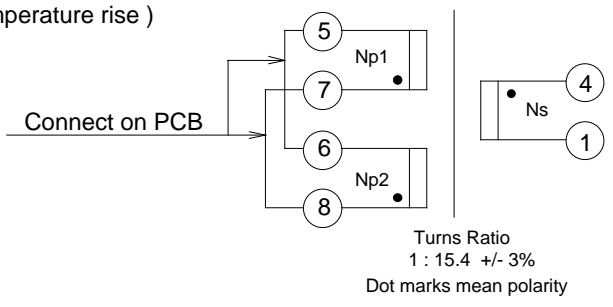 perature rise )
5
Np1
7
4
Ns
Connect on PCB
1
6
Np2
8
Turns Ratio
1 : 15.4 +/- 3%
Dot marks mean polarity